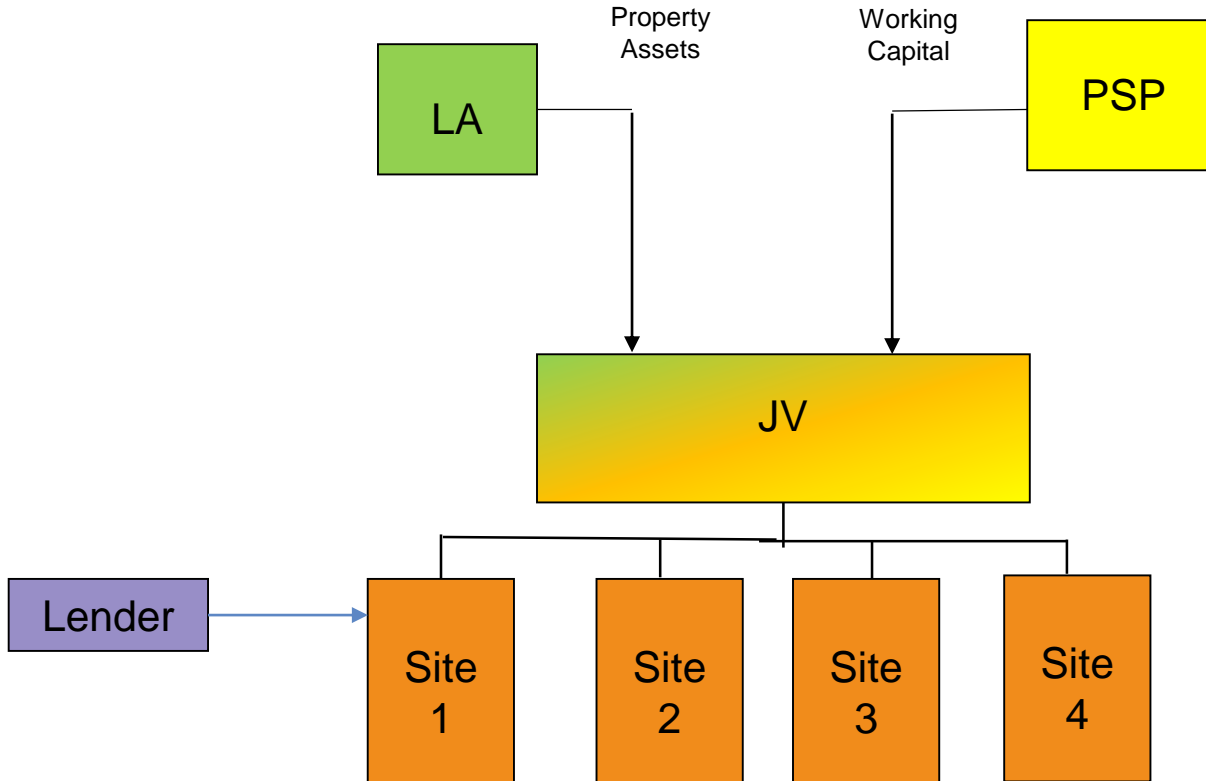 Property
Assets
Working
Capital
LA
PSP
JV
Lender
Site
1
Site
2
Site
3
Site
4